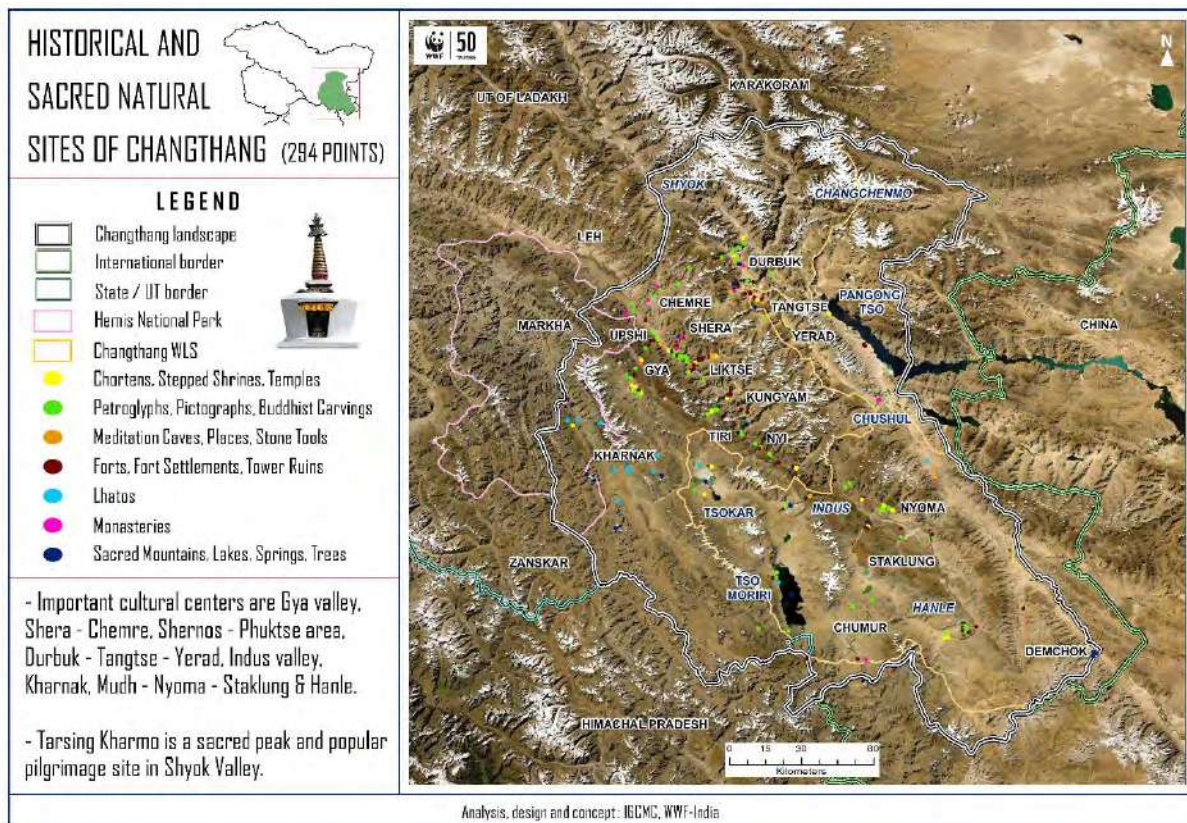 HISTORICAL AND
SACRED NATURAL
SITES OF CHANGTHANG (294 POINTS)
LEGEND
Changthang landscape
International border
State / UT border
Hemis National Park
Changthang WLS
Chortens, Stepped Shrines, Temples
Petroglyphs, Pictographs, Buddhist Carvings
Meditation Caves, Places, Stone Tools
Forts, Fort Settlements, Tower Ruins
Lhatos
Monasteries
Sacred Mountains, Lakes, Springs, Trees
- Important cultural centers are Gya valley,
Shera - Chemre, Shernos - Phuktse area,
Durbuk - Tangtse - Yerad, Indus valley,
Kharnak, Mudh - Nyoma - Staklung & Hanle.
- Tarsing Kharmo is a sacred peak and popular
pilgrimage site in Shyok Valley.
WWF
50
N
KARAKORAM
UT OF LADAKH
SHYOK
CHANGCHENMO
LEH
DURBUK
CHEMRE
TANGTSE
PANGONG
TSO
MARKHA
UPSHI
SHERA
YERAD
CHINA
GYA
LIKTSE
KUNGYAM
CHUSHUL
TIRI
NYI
KHARNAK
TSOKAR
INDUS
NYOMA
ZANSKAR
STAKLUNG
TSO
MORIRI
HANLE
CHUMUR
DEMCHOK
HIMACHAL PRADESH
0 15 30 60
Kilometers
Analysis, design and concept: IGCMC, WWF-India